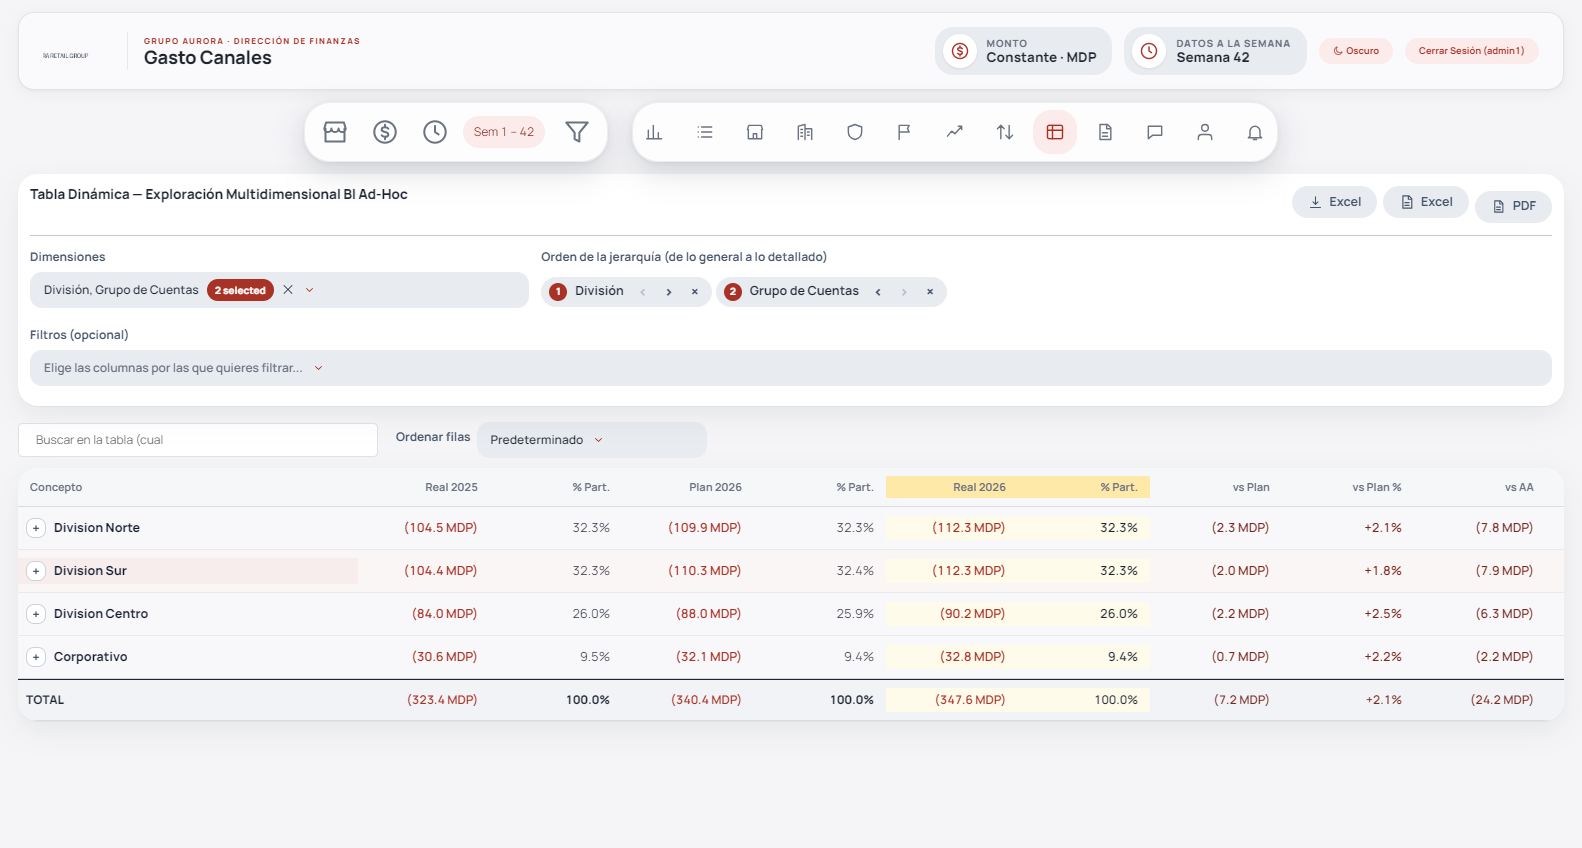 GRUPO AURORA · DIRECCIÓN DE FINANZAS
Gasto Canales
RETAIL GROUP
MONTO
Constante · MDP
DATOS A LA SEMANA
Semana 42
Oscuro
Cerrar Sesión (admin1)
Sem 1 – 42
Tabla Dinámica — Exploración Multidimensional BI Ad-Hoc
Excel
Excel
PDF
Dimensiones
División, Grupo de Cuentas 2 selected
Orden de la jerarquía (de lo general a lo detallado)
1 División ‹ › ×
2 Grupo de Cuentas ‹ › ×
Filtros (opcional)
Elige las columnas por las que quieres filtrar...
Buscar en la tabla (cual
Ordenar filas
Predeterminado
Concepto Real 2025 % Part. Plan 2026 % Part. Real 2026 % Part. vs Plan vs Plan % vs AA
+ Division Norte (104.5 MDP) 32.3% (109.9 MDP) 32.3% (112.3 MDP) 32.3% (2.3 MDP) +2.1% (7.8 MDP)
+ Division Sur (104.4 MDP) 32.3% (110.3 MDP) 32.4% (112.3 MDP) 32.3% (2.0 MDP) +1.8% (7.9 MDP)
+ Division Centro (84.0 MDP) 26.0% (88.0 MDP) 25.9% (90.2 MDP) 26.0% (2.2 MDP) +2.5% (6.3 MDP)
+ Corporativo (30.6 MDP) 9.5% (32.1 MDP) 9.4% (32.8 MDP) 9.4% (0.7 MDP) +2.2% (2.2 MDP)
TOTAL (323.4 MDP) 100.0% (340.4 MDP) 100.0% (347.6 MDP) 100.0% (7.2 MDP) +2.1% (24.2 MDP)